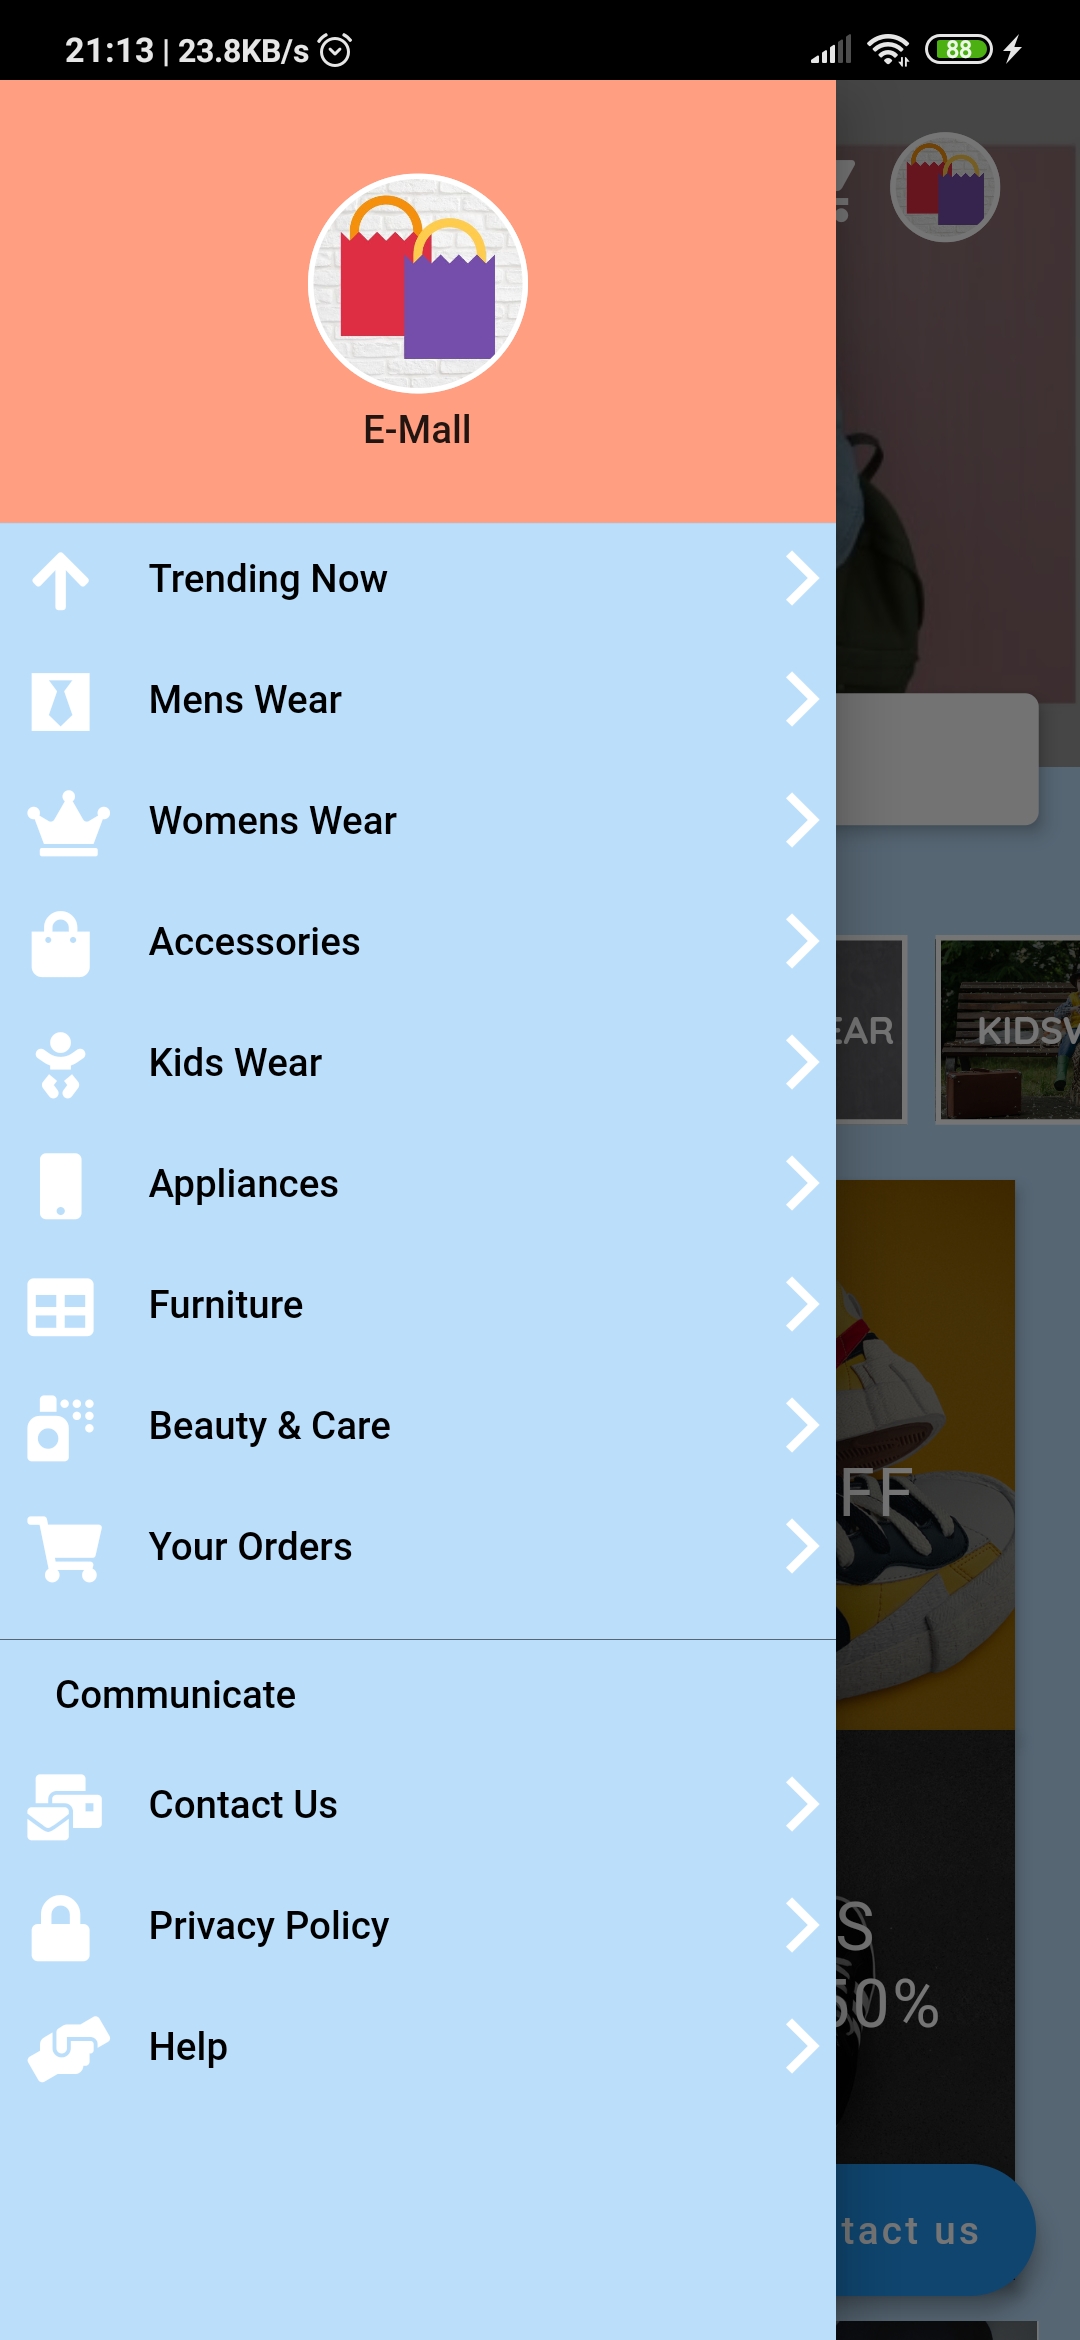 21:13 | 23.8KB/s
88
E-Mall
Trending Now
Mens Wear
Womens Wear
Accessories
EAR
KIDSW
Kids Wear
Appliances
Furniture
Beauty & Care
FF
Your Orders
Communicate
Contact Us
Privacy Policy
S
50%
Help
tact us